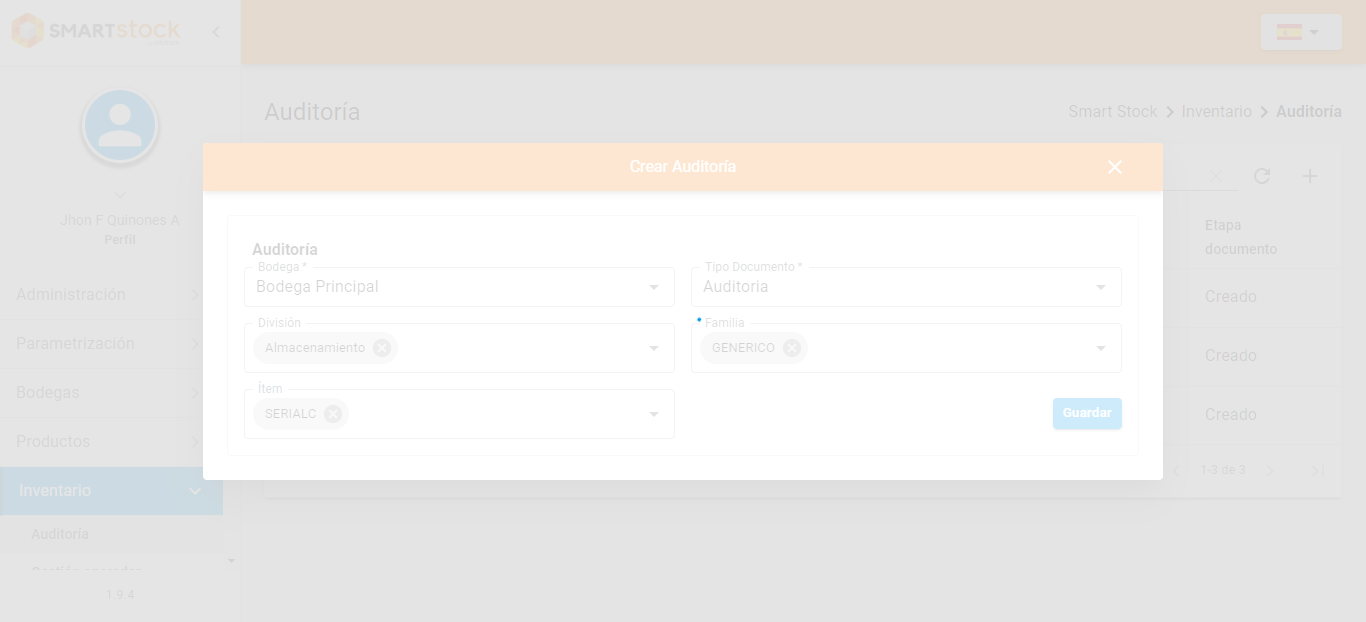 SMARTstock
Auditoría
Smart Stock > Inventario > Auditoría
Jhon F Quinones A
Perfil
Administración
Parametrización
Bodegas
Productos
Inventario
Auditoría
1.9.4
Crear Auditoría
Auditoría
Bodega *
Bodega Principal
Tipo Documento *
Auditoria
División
Almacenamiento
Familia
GENERICO
Ítem
SERIALC
Guardar
Etapa
documento
Creado
Creado
Creado
1-3 de 3